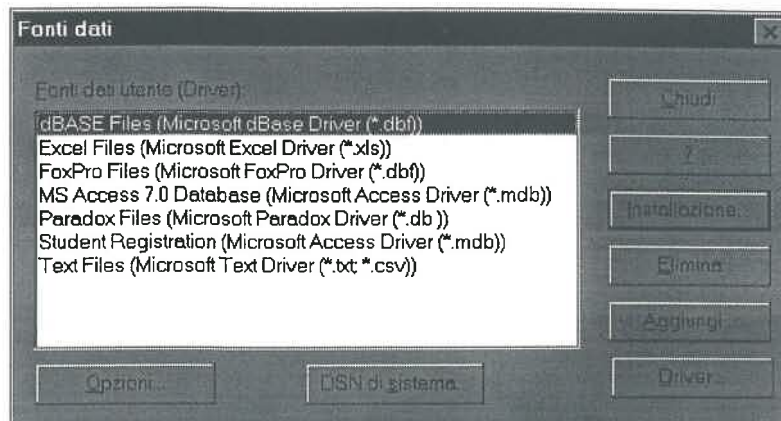 Fonti dati
Fonti dati utente (Driver):
dBASE Files (Microsoft dBase Driver (*.dbf))
Excel Files (Microsoft Excel Driver (*.xls))
FoxPro Files (Microsoft FoxPro Driver (*.dbf))
MS Access 7.0 Database (Microsoft Access Driver (*.mdb))
Paradox Files (Microsoft Paradox Driver (*.db ))
Student Registration (Microsoft Access Driver (*.mdb))
Text Files (Microsoft Text Driver (*.txt; *.csv))
Chiudi
?
Installazione...
Elimina
Aggiungi...
Driver...
Opzioni...
DSN di sistema...